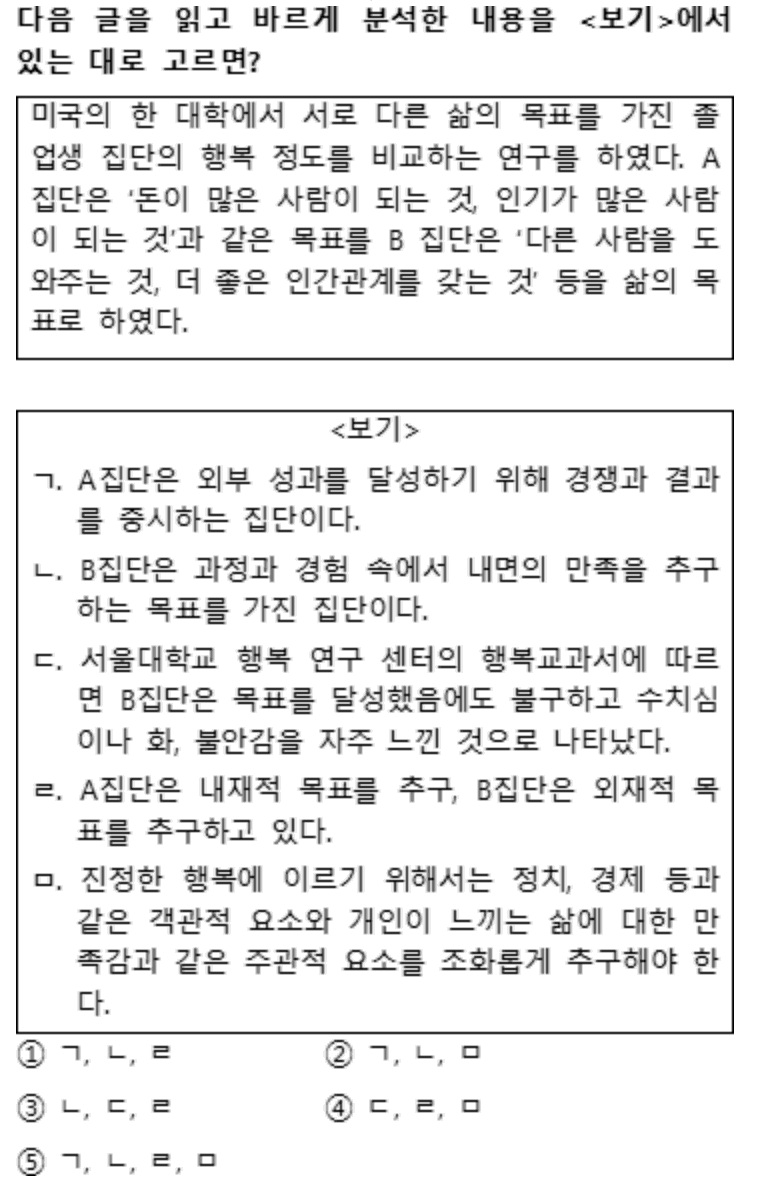 다음 글을 읽고 바르게 분석한 내용을 <보기>에서
있는 대로 고르면?
미국의 한 대학에서 서로 다른 삶의 목표를 가진 졸
업생 집단의 행복 정도를 비교하는 연구를 하였다. A
집단은 '돈이 많은 사람이 되는 것, 인기가 많은 사람
이 되는 것'과 같은 목표를 B 집단은 '다른 사람을 도
와주는 것, 더 좋은 인간관계를 갖는 것' 등을 삶의 목
표로 하였다.
<보기>
ㄱ. A집단은 외부 성과를 달성하기 위해 경쟁과 결과
를 중시하는 집단이다.
ㄴ. B집단은 과정과 경험 속에서 내면의 만족을 추구
하는 목표를 가진 집단이다.
ㄷ. 서울대학교 행복 연구 센터의 행복교과서에 따르
면 B집단은 목표를 달성했음에도 불구하고 수치심
이나 화, 불안감을 자주 느낀 것으로 나타났다.
ㄹ. A집단은 내재적 목표를 추구, B집단은 외재적 목
표를 추구하고 있다.
ㅁ. 진정한 행복에 이르기 위해서는 정치, 경제 등과
같은 객관적 요소와 개인이 느끼는 삶에 대한 만
족감과 같은 주관적 요소를 조화롭게 추구해야 한
다.
① ㄱ, ㄴ, ㄹ ② ㄱ, ㄴ, ㅁ
③ ㄴ, ㄷ, ㄹ ④ ㄷ, ㄹ, ㅁ
⑤ ㄱ, ㄴ, ㄹ, ㅁ